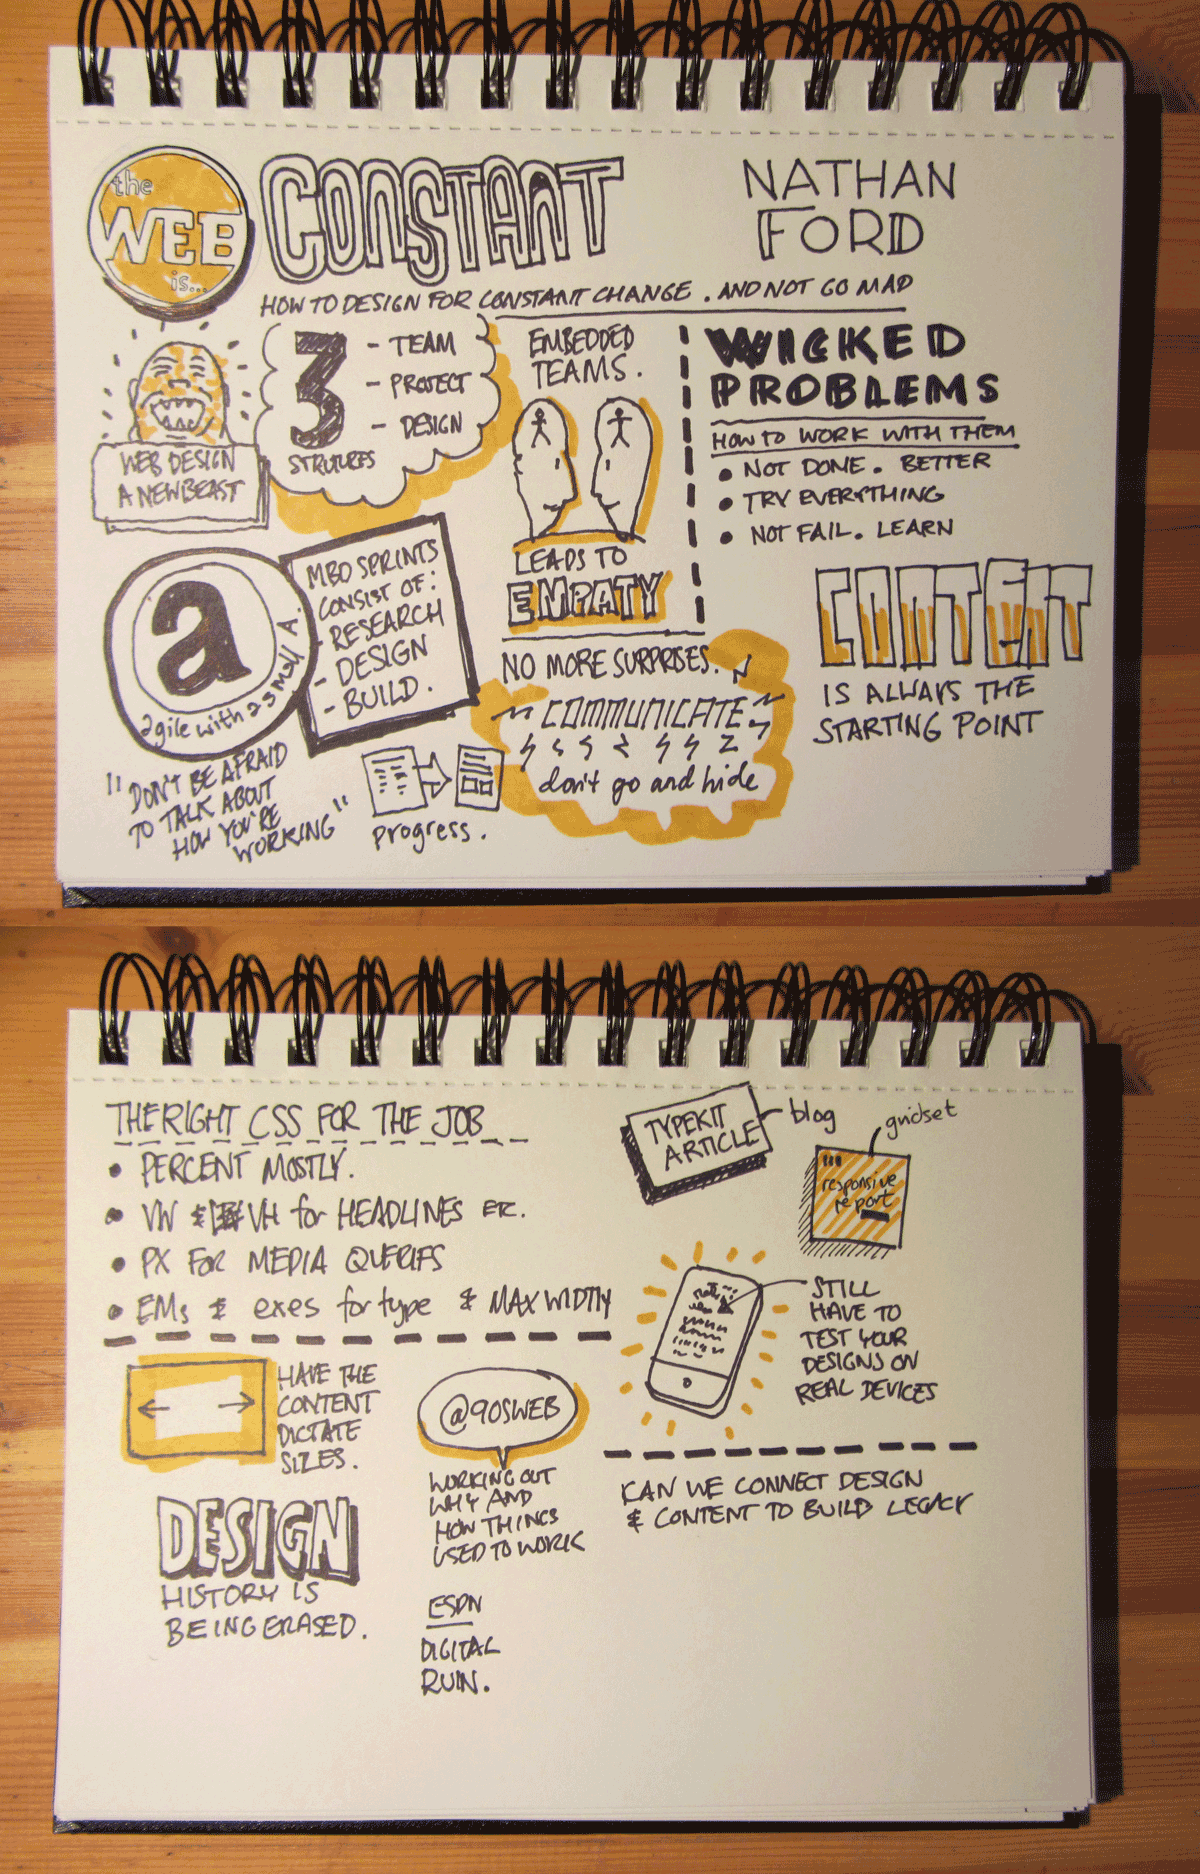 the
WEB
is...
CONSTANT
NATHAN
FORD
HOW TO DESIGN FOR CONSTANT CHANGE. AND NOT GO MAD
WEB DESIGN
A NEW BEAST
3
- TEAM
- PROJECT
- DESIGN
STRUTURES
EMBEDDED
TEAMS.
LEADS TO
EMPATY
WICKED
PROBLEMS
HOW TO WORK WITH THEM
• NOT DONE. BETTER
• TRY EVERYTHING
• NOT FAIL. LEARN
a
agile with a small A.
MBO SPRINTS
CONSIST OF:
- RESEARCH
- DESIGN
- BUILD.
"DON'T BE AFRAID
TO TALK ABOUT
HOW YOU'RE
WORKING"
progress.
NO MORE SURPRISES.
COMMUNICATE
don't go and hide
CONTENT
IS ALWAYS THE
STARTING POINT
THE RIGHT CSS FOR THE JOB
• PERCENT MOSTLY.
• VW & VH for HEADLINES ETC.
• PX FOR MEDIA QUERIES
• EMs & exes for type & MAX WIDTH
TYPEKIT
ARTICLE
blog
gridset
responsive
report
STILL
HAVE TO
TEST YOUR
DESIGNS ON
REAL DEVICES
HAVE THE
CONTENT
DICTATE
SIZES.
@90SWEB
WORKING OUT
WHY AND
HOW THINGS
USED TO WORK
DESIGN
HISTORY IS
BEING ERASED.
KAN WE CONNECT DESIGN
& CONTENT TO BUILD LEGACY
DIGITAL
RUIN.